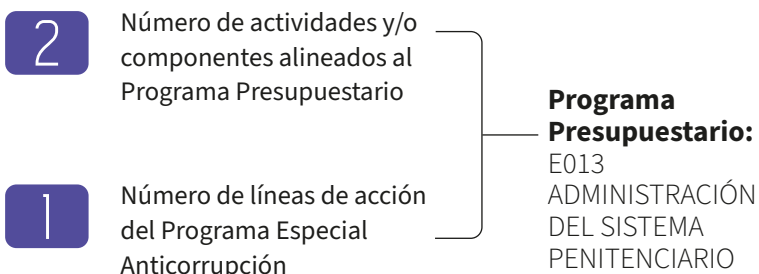 2
Número de actividades y/o
componentes alineados al
Programa Presupuestario
1
Número de líneas de acción
del Programa Especial
Anticorrupción
Programa
Presupuestario:
E013
ADMINISTRACIÓN
DEL SISTEMA
PENITENCIARIO